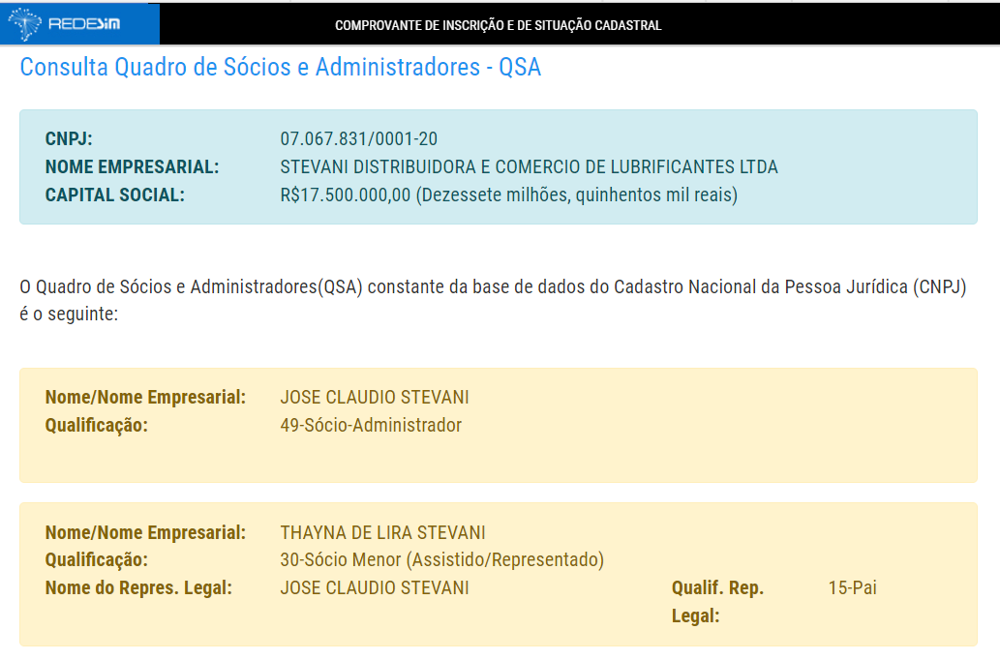 REDESIM
COMPROVANTE DE INSCRIÇÃO E DE SITUAÇÃO CADASTRAL
Consulta Quadro de Sócios e Administradores - QSA
CNPJ: 07.067.831/0001-20
NOME EMPRESARIAL: STEVANI DISTRIBUIDORA E COMERCIO DE LUBRIFICANTES LTDA
CAPITAL SOCIAL: R$17.500.000,00 (Dezessete milhões, quinhentos mil reais)
O Quadro de Sócios e Administradores(QSA) constante da base de dados do Cadastro Nacional da Pessoa Jurídica (CNPJ)
é o seguinte:
Nome/Nome Empresarial: JOSE CLAUDIO STEVANI
Qualificação: 49-Sócio-Administrador
Nome/Nome Empresarial: THAYNA DE LIRA STEVANI
Qualificação: 30-Sócio Menor (Assistido/Representado)
Nome do Repres. Legal: JOSE CLAUDIO STEVANI Qualif. Rep. 15-Pai
Legal: